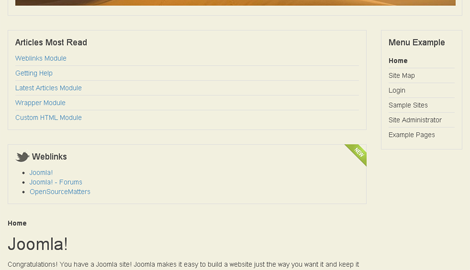 Articles Most Read
Weblinks Module
Getting Help
Latest Articles Module
Wrapper Module
Custom HTML Module
Menu Example
Home
Site Map
Login
Sample Sites
Site Administrator
Example Pages
Weblinks
NEW
Joomla!
Joomla! - Forums
OpenSourceMatters
Home
Joomla!
Congratulations! You have a Joomla site! Joomla makes it easy to build a website just the way you want it and keep it